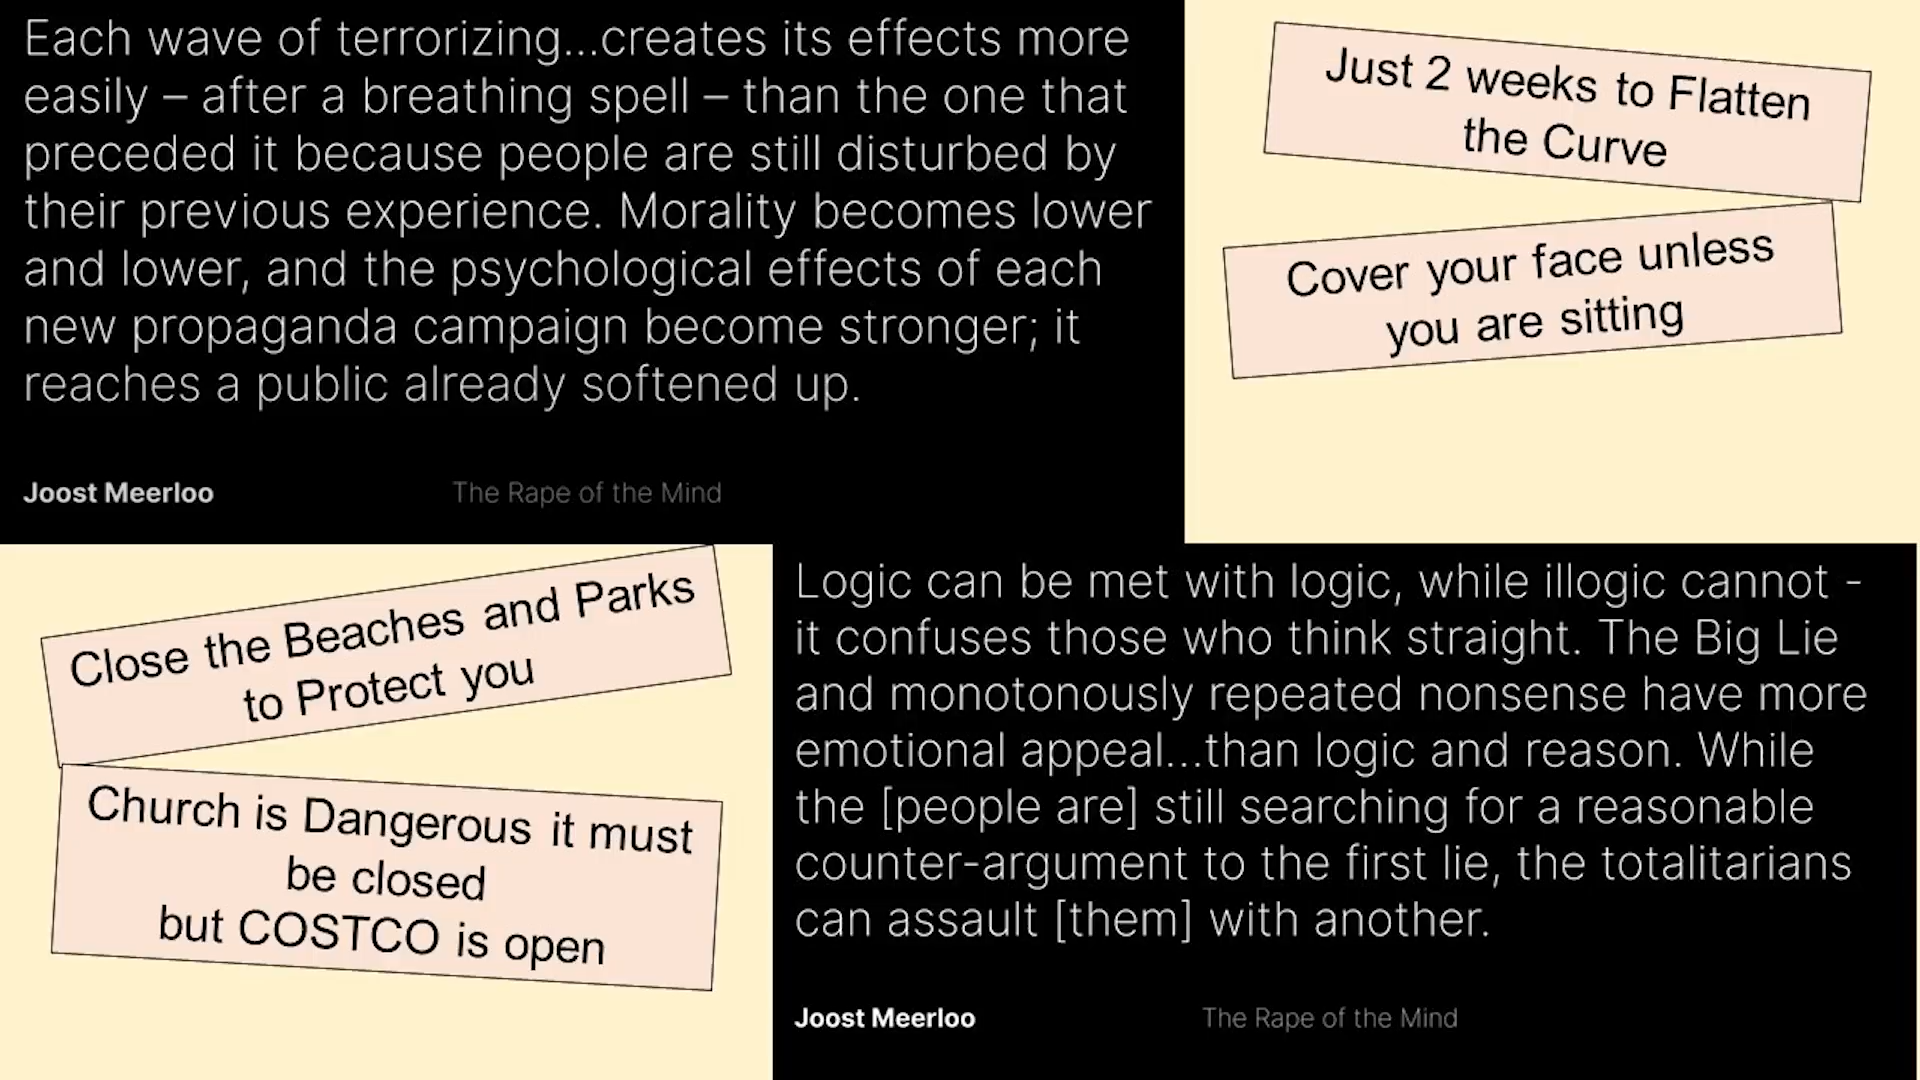 Each wave of terrorizing...creates its effects more
easily – after a breathing spell – than the one that
preceded it because people are still disturbed by
their previous experience. Morality becomes lower
and lower, and the psychological effects of each
new propaganda campaign become stronger; it
reaches a public already softened up.
Joost Meerloo The Rape of the Mind
Just 2 weeks to Flatten
the Curve
Cover your face unless
you are sitting
Close the Beaches and Parks
to Protect you
Church is Dangerous it must
be closed
but COSTCO is open
Logic can be met with logic, while illogic cannot -
it confuses those who think straight. The Big Lie
and monotonously repeated nonsense have more
emotional appeal...than logic and reason. While
the [people are] still searching for a reasonable
counter-argument to the first lie, the totalitarians
can assault [them] with another.
Joost Meerloo The Rape of the Mind